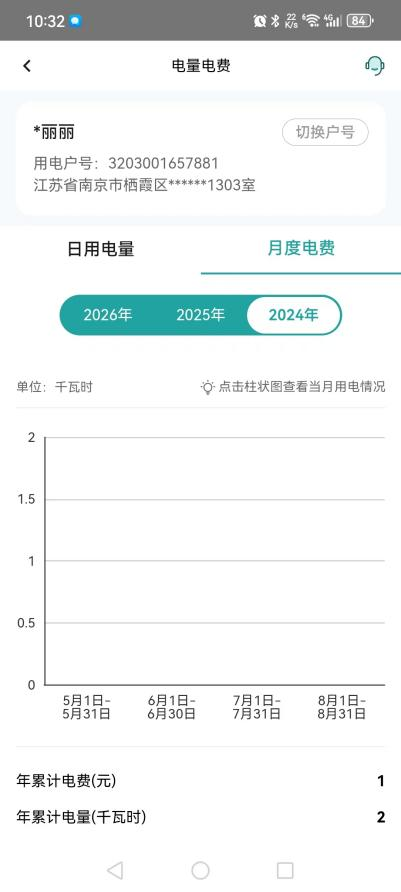 10:32
22 K/s
6
4G
84
电量电费
*丽丽
切换户号
用电户号：3203001657881
江苏省南京市栖霞区******1303室
日用电量
月度电费
2026年 2025年 2024年
单位：千瓦时
点击柱状图查看当月用电情况
2
1.5
1
0.5
0
5月1日-
5月31日
6月1日-
6月30日
7月1日-
7月31日
8月1日-
8月31日
年累计电费(元) 1
年累计电量(千瓦时) 2